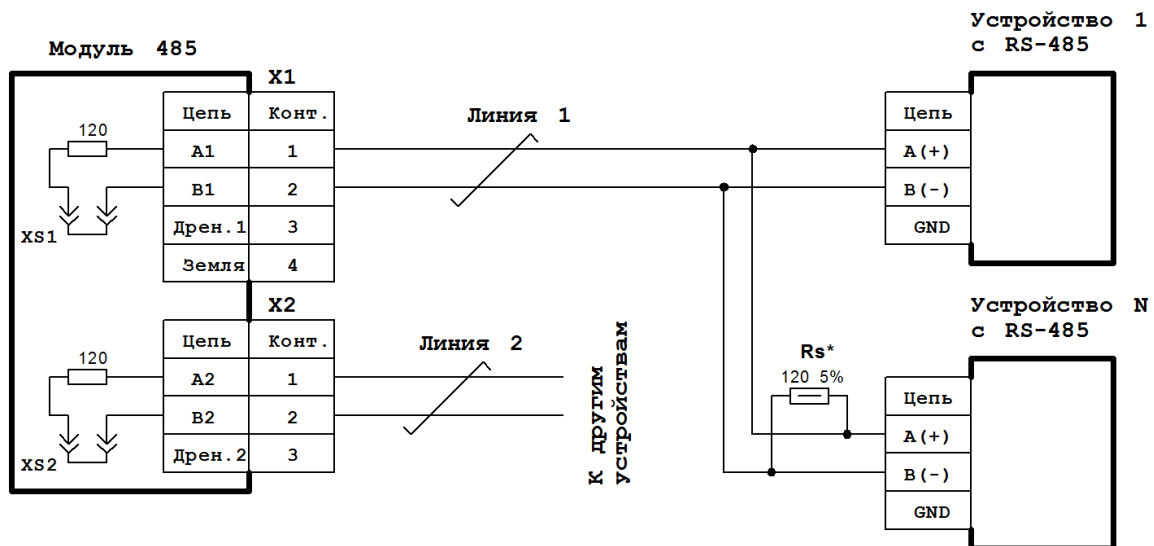 Модуль 485
X1
Цепь Конт.
120
A1 1
B1 2
Дрен.1 3
XS1
Земля 4
X2
Цепь Конт.
120
A2 1
B2 2
Дрен.2 3
XS2
Линия 1
Линия 2
К другим
устройствам
Rs*
120 5%
Устройство 1
с RS-485
Цепь
A(+)
B(-)
GND
Устройство N
с RS-485
Цепь
A(+)
B(-)
GND